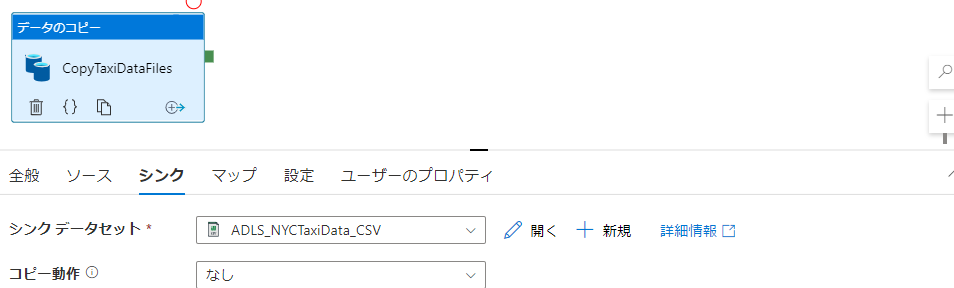 データのコピー
CopyTaxiDataFiles
全般 ソース シンク マップ 設定 ユーザーのプロパティ
シンク データセット * ADLS_NYCTaxiData_CSV 開く 新規 詳細情報
コピー動作 なし